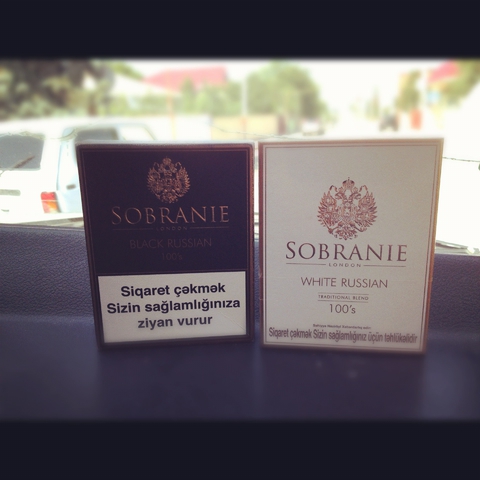 SOBRANIE
LONDON
BLACK RUSSIAN
100's
Siqaret çəkmək
Sizin sağlamlığınıza
ziyan vurur
SOBRANIE
LONDON
WHITE RUSSIAN
TRADITIONAL BLEND
100's
Siqaret çəkmək Sizin sağlamlığınız üçün təhlükəlidir